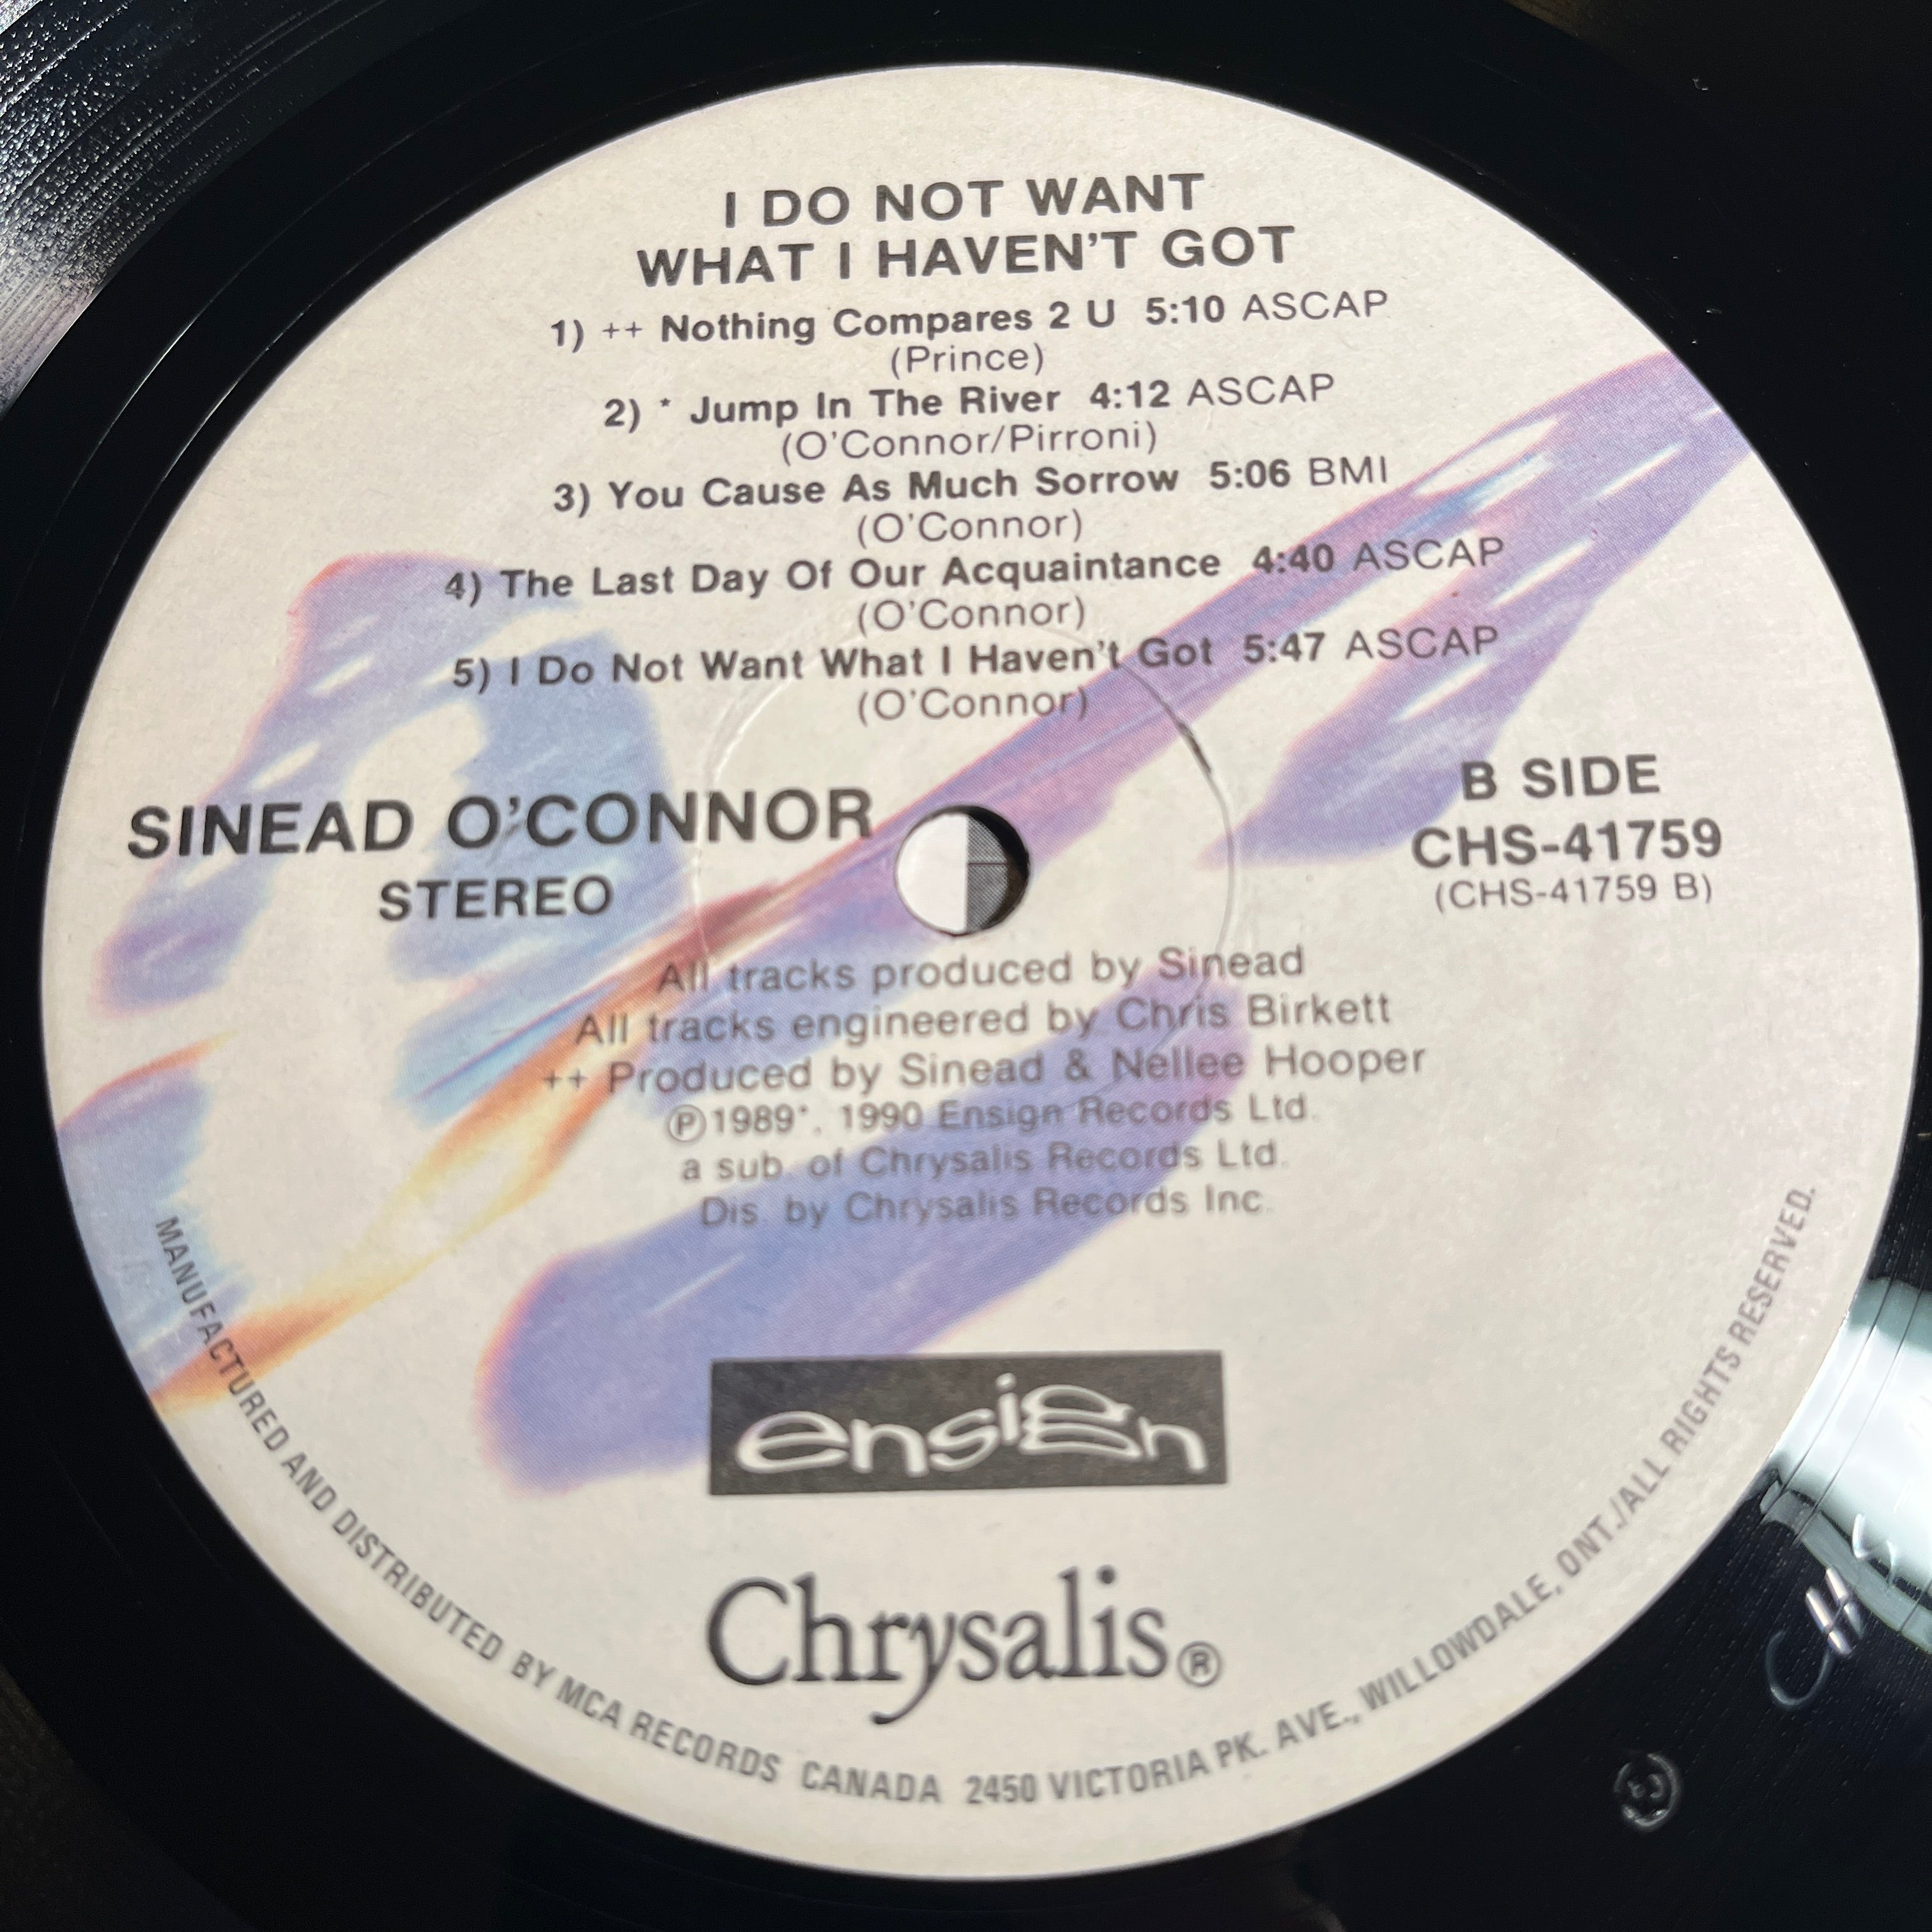 I DO NOT WANT
WHAT I HAVEN'T GOT
1) ++ Nothing Compares 2 U 5:10 ASCAP
(Prince)
2) * Jump In The River 4:12 ASCAP
(O'Connor/Pirroni)
3) You Cause As Much Sorrow 5:06 BMI
(O'Connor)
4) The Last Day Of Our Acquaintance 4:40 ASCAP
(O'Connor)
5) I Do Not Want What I Haven't Got 5:47 ASCAP
(O'Connor)
SINEAD O'CONNOR
STEREO
B SIDE
CHS-41759
(CHS-41759 B)
All tracks produced by Sinead
All tracks engineered by Chris Birkett
++ Produced by Sinead & Nellee Hooper
Ⓟ1989*, 1990 Ensign Records Ltd.
a sub. of Chrysalis Records Ltd.
Dis. by Chrysalis Records Inc.
ensign
Chrysalis®
MANUFACTURED AND DISTRIBUTED BY MCA RECORDS CANADA 2450 VICTORIA PK. AVE., WILLOWDALE, ONT./ALL RIGHTS RESERVED.